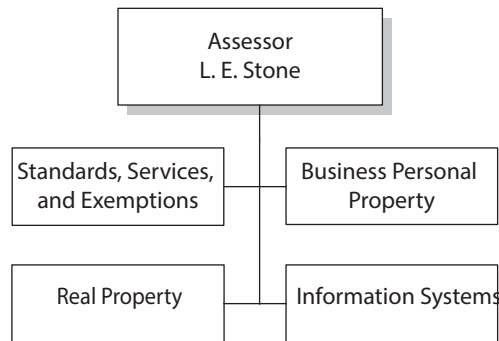 Assessor
L. E. Stone
Standards, Services,
and Exemptions
Business Personal
Property
Real Property
Information Systems